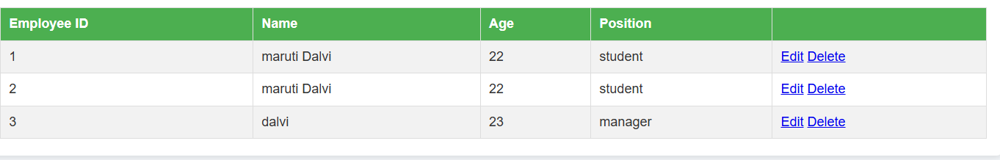 Employee ID Name Age Position
1 maruti Dalvi 22 student Edit Delete
2 maruti Dalvi 22 student Edit Delete
3 dalvi 23 manager Edit Delete